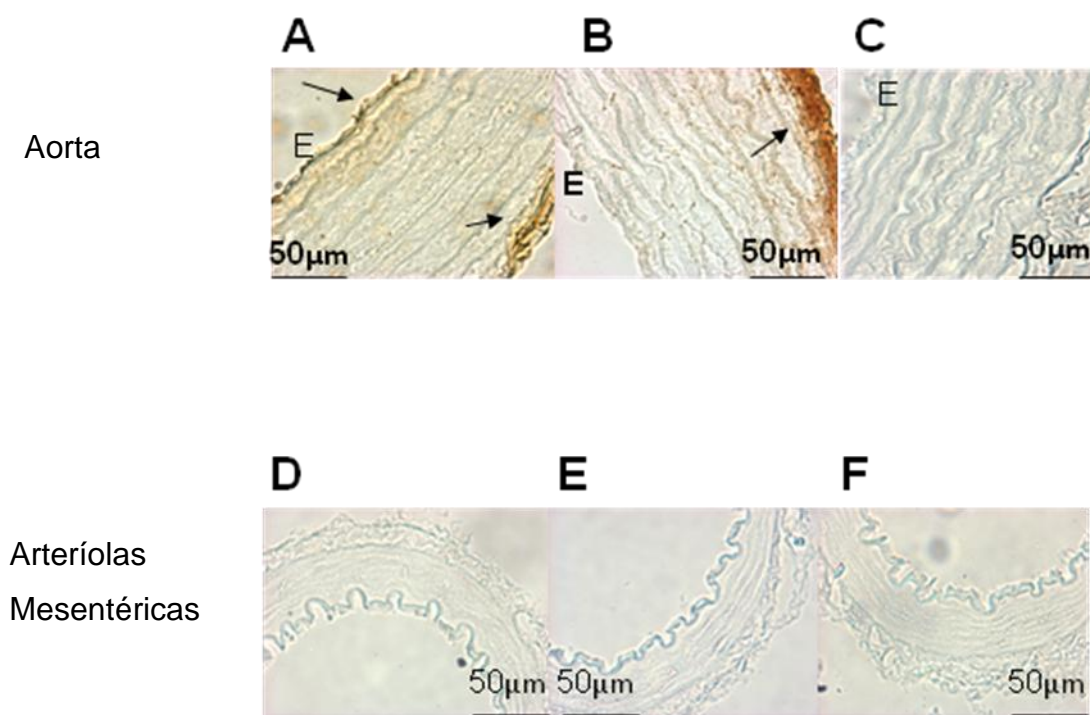 A B C
Aorta
E E E
50µm 50µm 50µm
D E F
Arteríolas
Mesentéricas
50µm 50µm 50µm